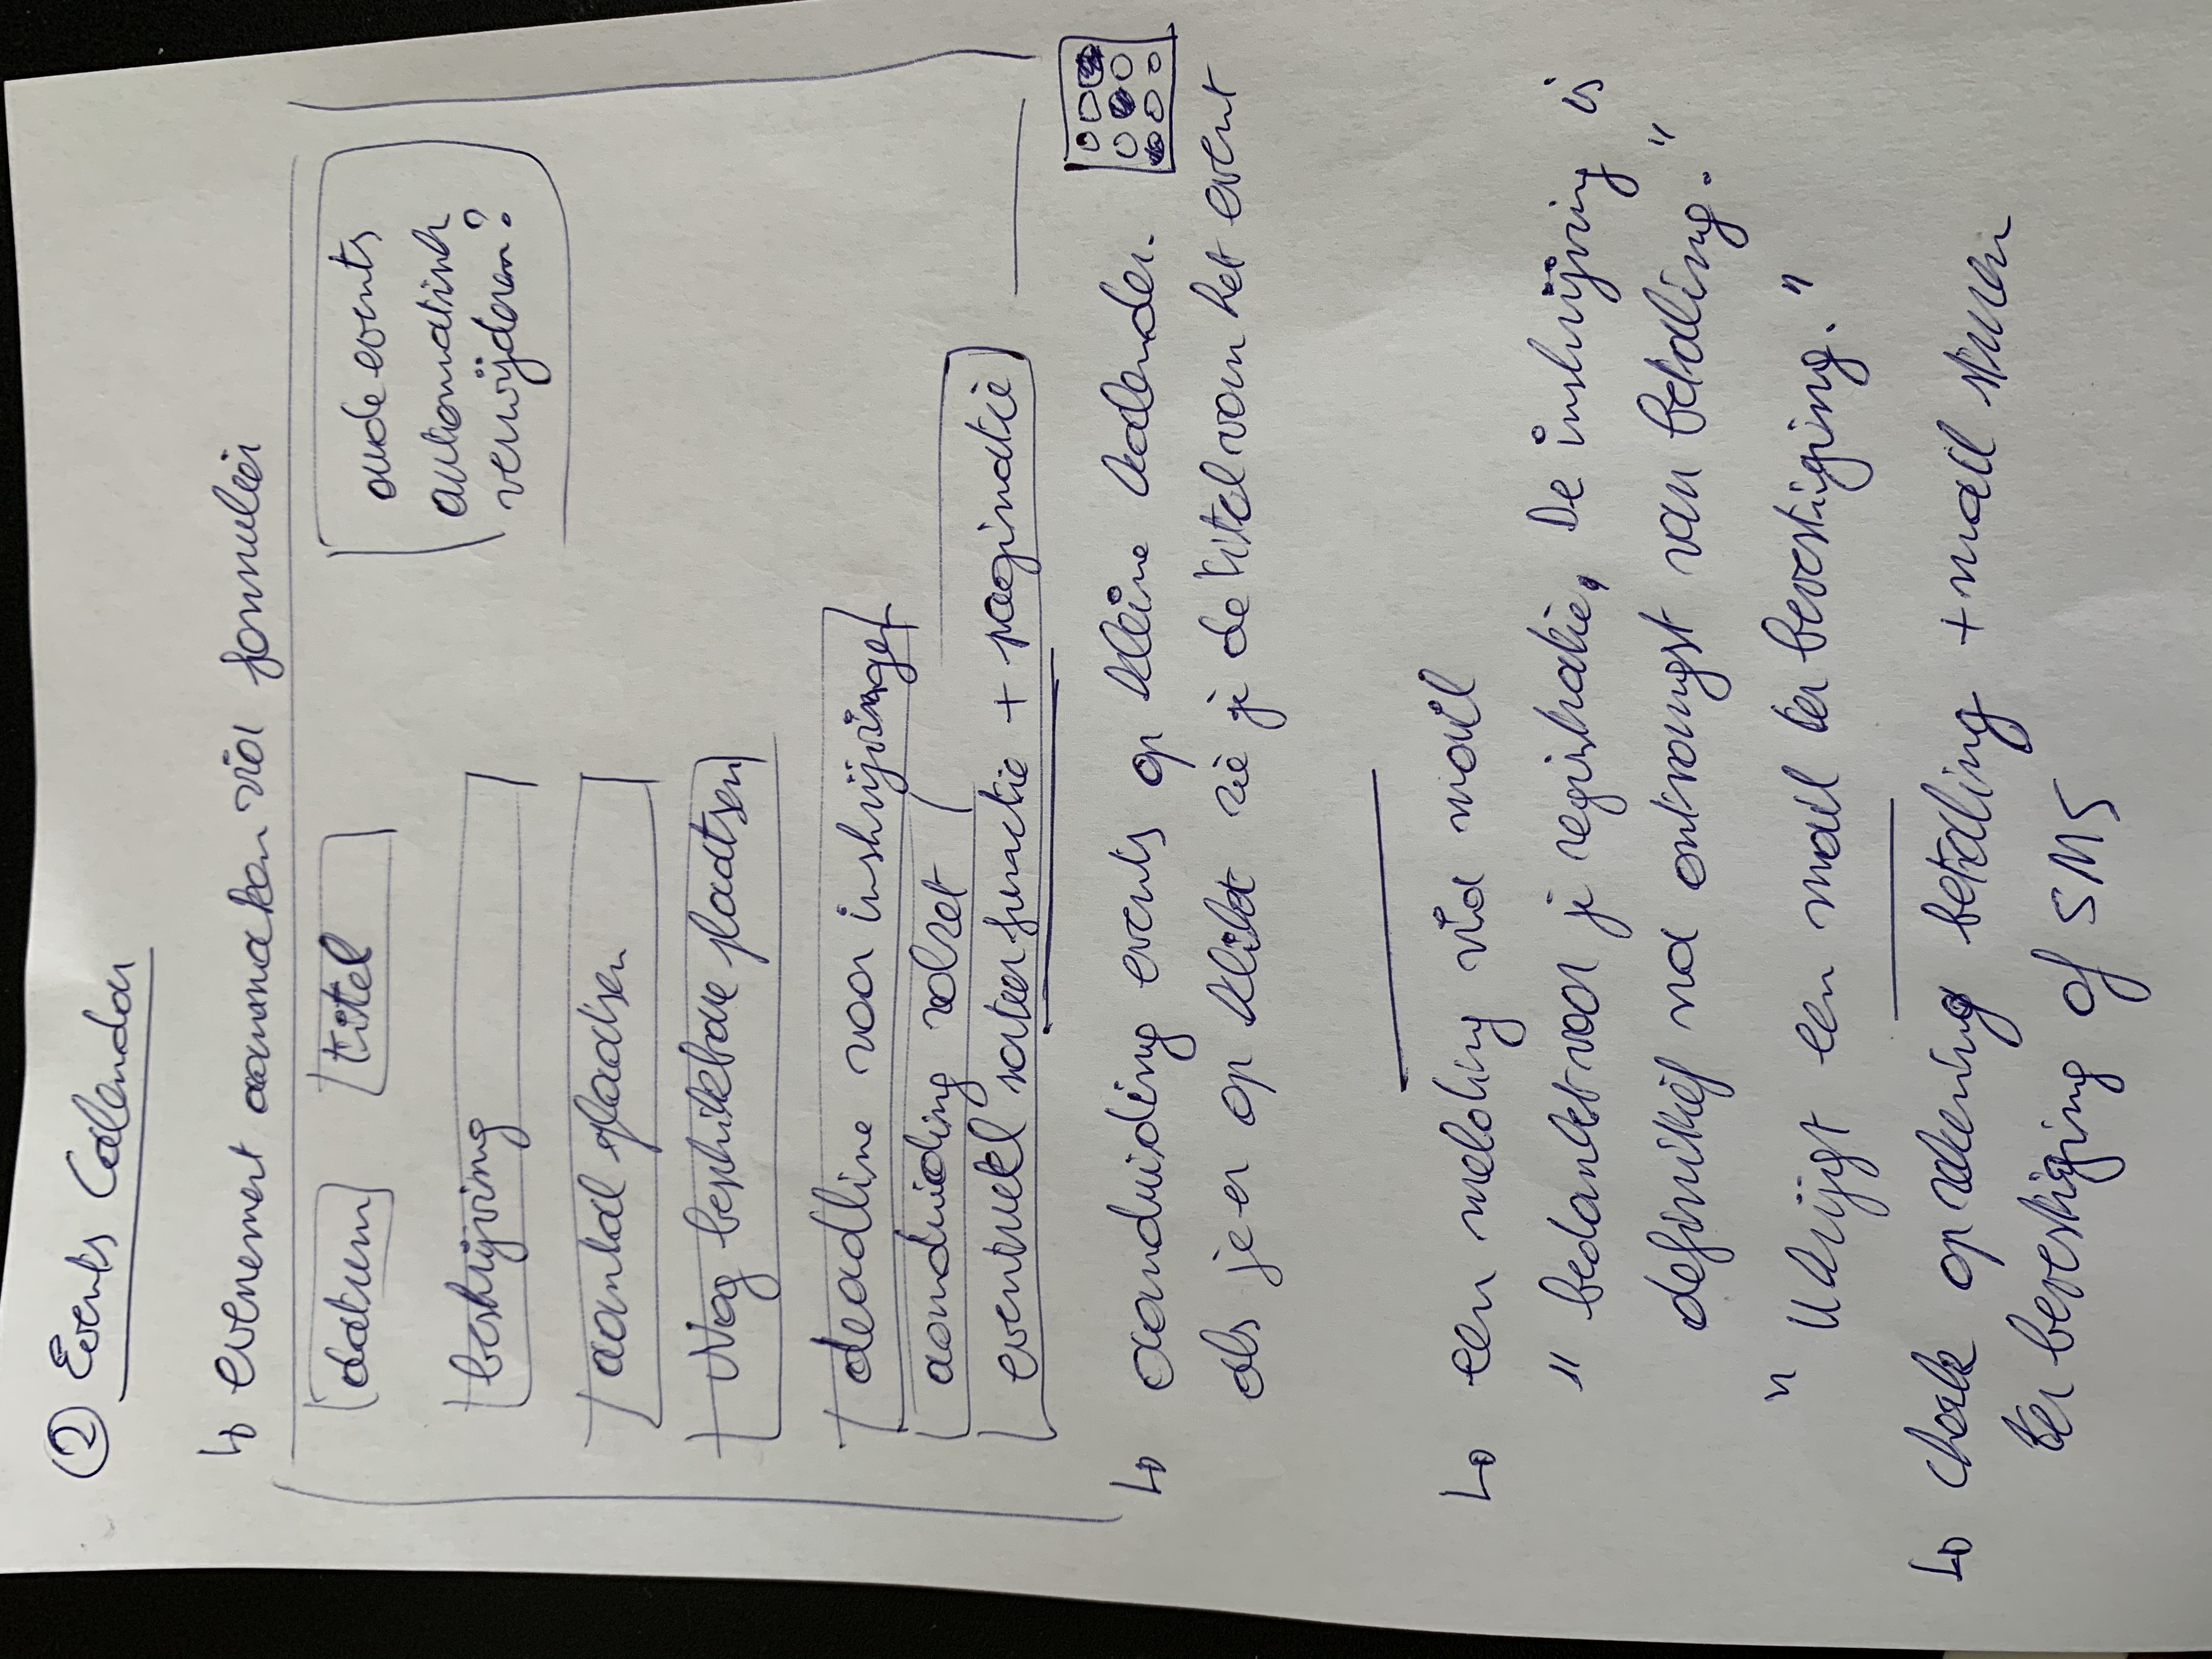 ② Events Calendar
↳ evenement aanmaken via formulier
datum titel
oude events
automatisch
verwijderen?
beschrijving
aantal plaatsen
Nog beschikbare plaatsen
deadline voor inschrijvingen
aanduiding volzet
eventueel sorteerfunctie + paginatie
↳ aanduiding events op kleine kalender.
als je er op klikt zie je de titel van het event
↳ een melding via mail
" bedankt voor je registratie. De inschrijving is
definitief na ontvangst van betaling."
" U krijgt een mail ter bevestiging."
↳ check op rekening betaling + mail sturen
ter bevestiging of SMS